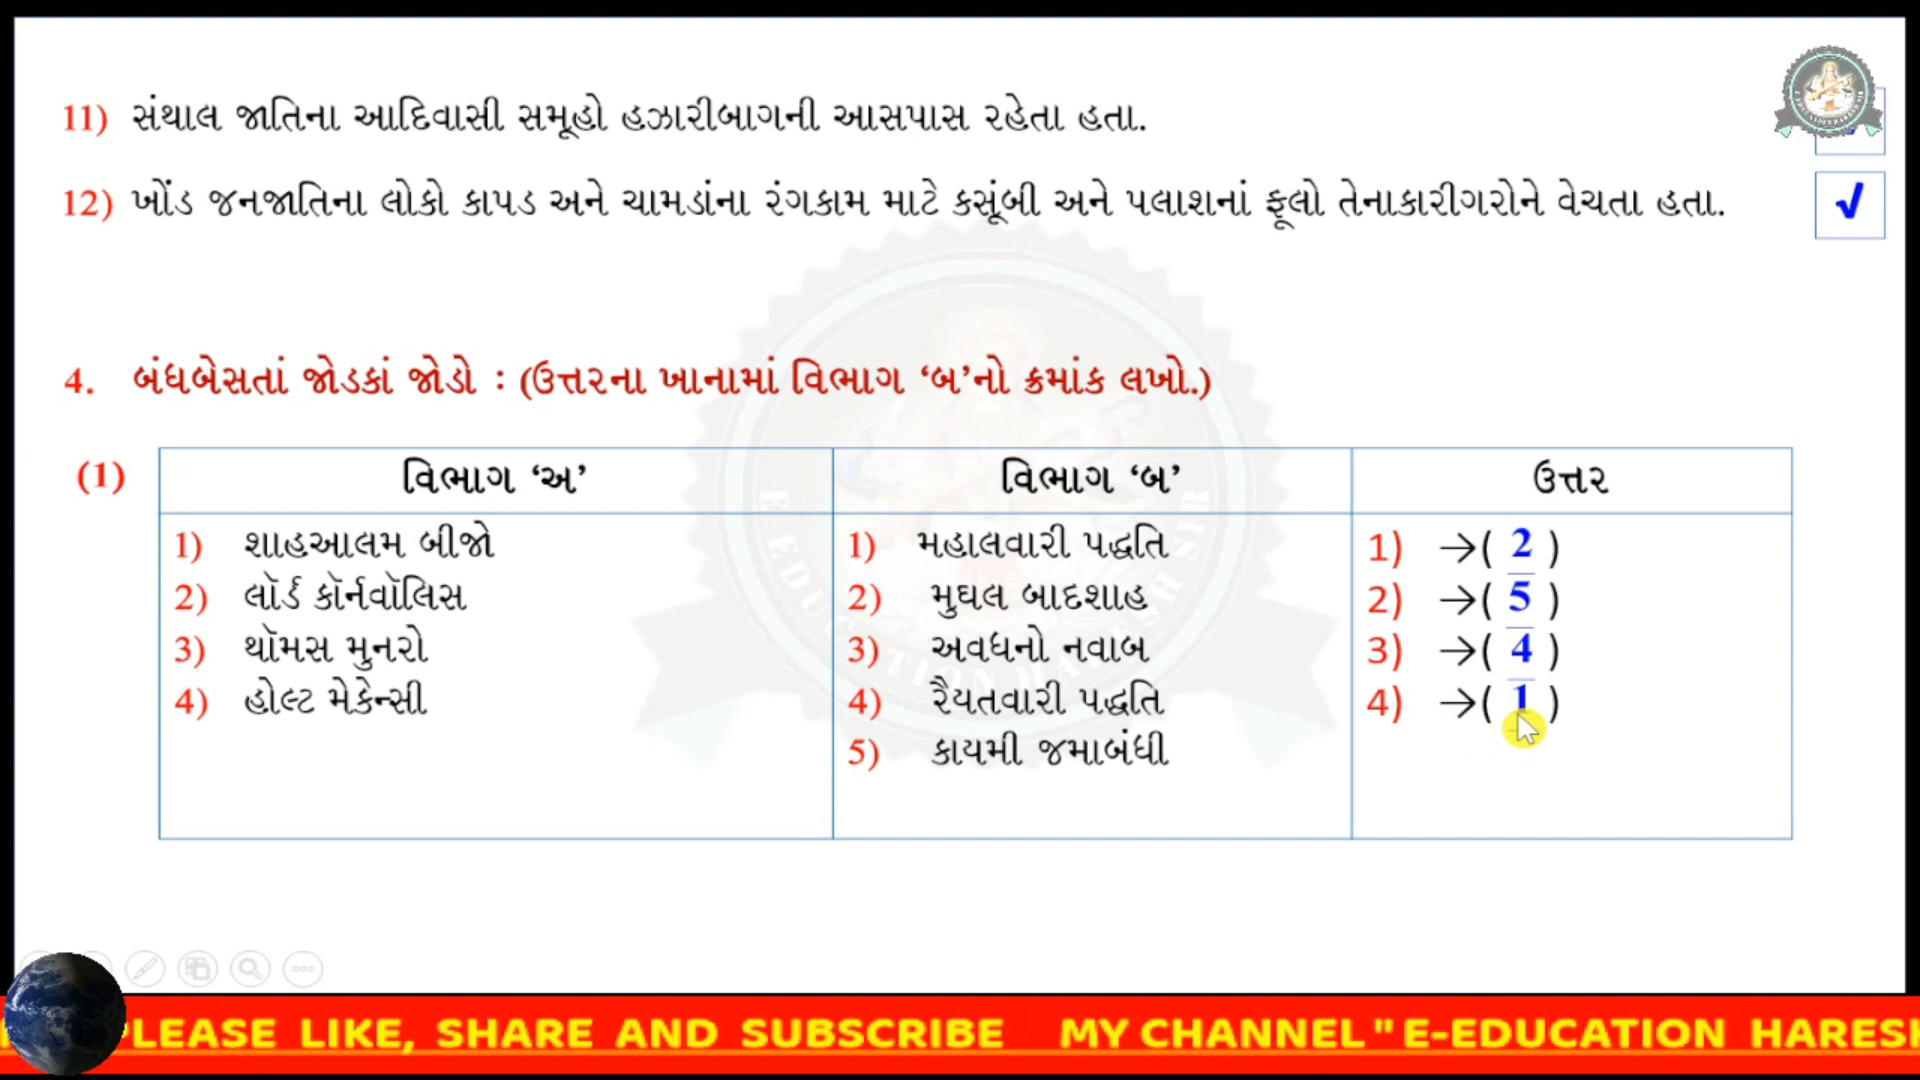 11) સંથાલ જાતિના આદિવાસી સમૂહો હઝારીબાગની આસપાસ રહેતા હતા.
12) ખોંડ જનજાતિના લોકો કાપડ અને ચામડાંના રંગકામ માટે કસૂંબી અને પલાશનાં ફૂલો તેનાકારીગરોને વેચતા હતા. √
4. બંધબેસતાં જોડકાં જોડો : (ઉત્તરના ખાનામાં વિભાગ ‘બ’નો ક્રમાંક લખો.)
(1) વિભાગ ‘અ’ વિભાગ ‘બ’ ઉત્તર
1) શાહઆલમ બીજો 1) મહાલવારી પદ્ધતિ 1) →( 2 )
2) લૉર્ડ કૉર્નવૉલિસ 2) મુઘલ બાદશાહ 2) →( 5 )
3) થૉમસ મુનરો 3) અવધનો નવાબ 3) →( 4 )
4) હોલ્ટ મેકેન્સી 4) રૈયતવારી પદ્ધતિ 4) →( 1 )
5) કાયમી જમાબંધી
E-EDUCATION HARESH SIR
PLEASE LIKE, SHARE AND SUBSCRIBE MY CHANNEL " E-EDUCATION HARESH